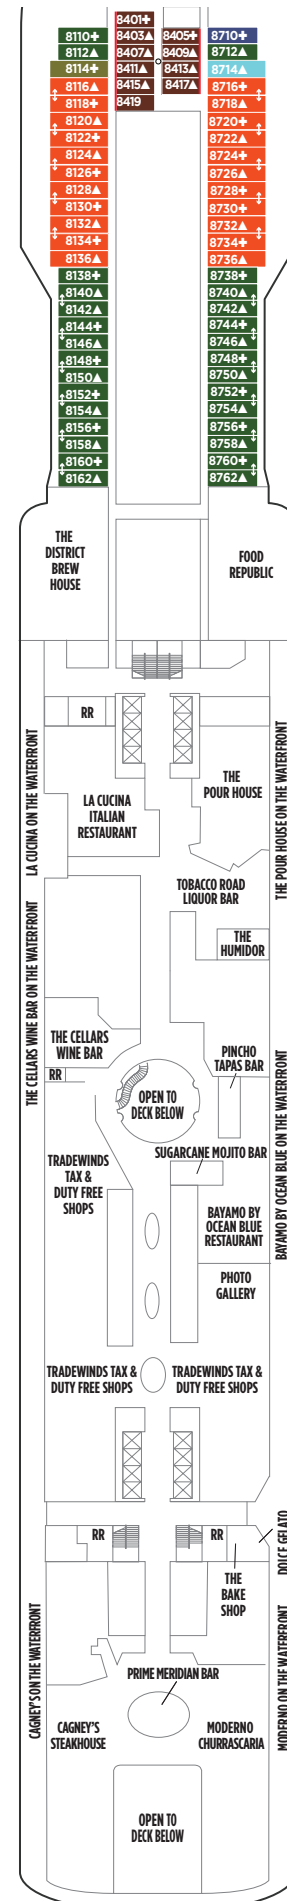 8401✚
8110✚ 8403▲ 8405✚ 8710✚
8112▲ 8407▲ 8409▲ 8712▲
8114✚ 8411▲ 8413▲ 8714▲
8116▲ 8415▲ 8417▲ 8716✚
8118✚ 8419 8718▲
8120▲ 8720✚
8122✚ 8722▲
8124▲ 8724✚
8126✚ 8726▲
8128▲ 8728✚
8130✚ 8730✚
8132▲ 8732▲
8134✚ 8734✚
8136▲ 8736▲
8138✚ 8738✚
8140▲ 8740▲
8142▲ 8742▲
8144✚ 8744✚
8146▲ 8746▲
8148✚ 8748✚
8150▲ 8750▲
8152✚ 8752✚
8154▲ 8754▲
8156✚ 8756✚
8158▲ 8758▲
8160✚ 8760✚
8162▲ 8762▲
THE
DISTRICT
BREW
HOUSE
FOOD
REPUBLIC
RR
LA CUCINA ON THE WATERFRONT
LA CUCINA
ITALIAN
RESTAURANT
THE
POUR HOUSE
THE POUR HOUSE ON THE WATERFRONT
TOBACCO ROAD
LIQUOR BAR
THE
HUMIDOR
THE CELLARS WINE BAR ON THE WATERFRONT
THE CELLARS
WINE BAR
RR
PINCHO
TAPAS BAR
OPEN TO
DECK BELOW
SUGARCANE MOJITO BAR
TRADEWINDS
TAX &
DUTY FREE
SHOPS
BAYAMO BY
OCEAN BLUE
RESTAURANT
BAYAMO BY OCEAN BLUE ON THE WATERFRONT
PHOTO
GALLERY
TRADEWINDS TAX &
DUTY FREE SHOPS
TRADEWINDS TAX &
DUTY FREE SHOPS
RR
RR
DOLCE GELATO
THE
BAKE
SHOP
CAGNEY'S ON THE WATERFRONT
PRIME MERIDIAN BAR
CAGNEY'S
STEAKHOUSE
MODERNO
CHURRASCARIA
MODERNO ON THE WATERFRONT
OPEN TO
DECK BELOW